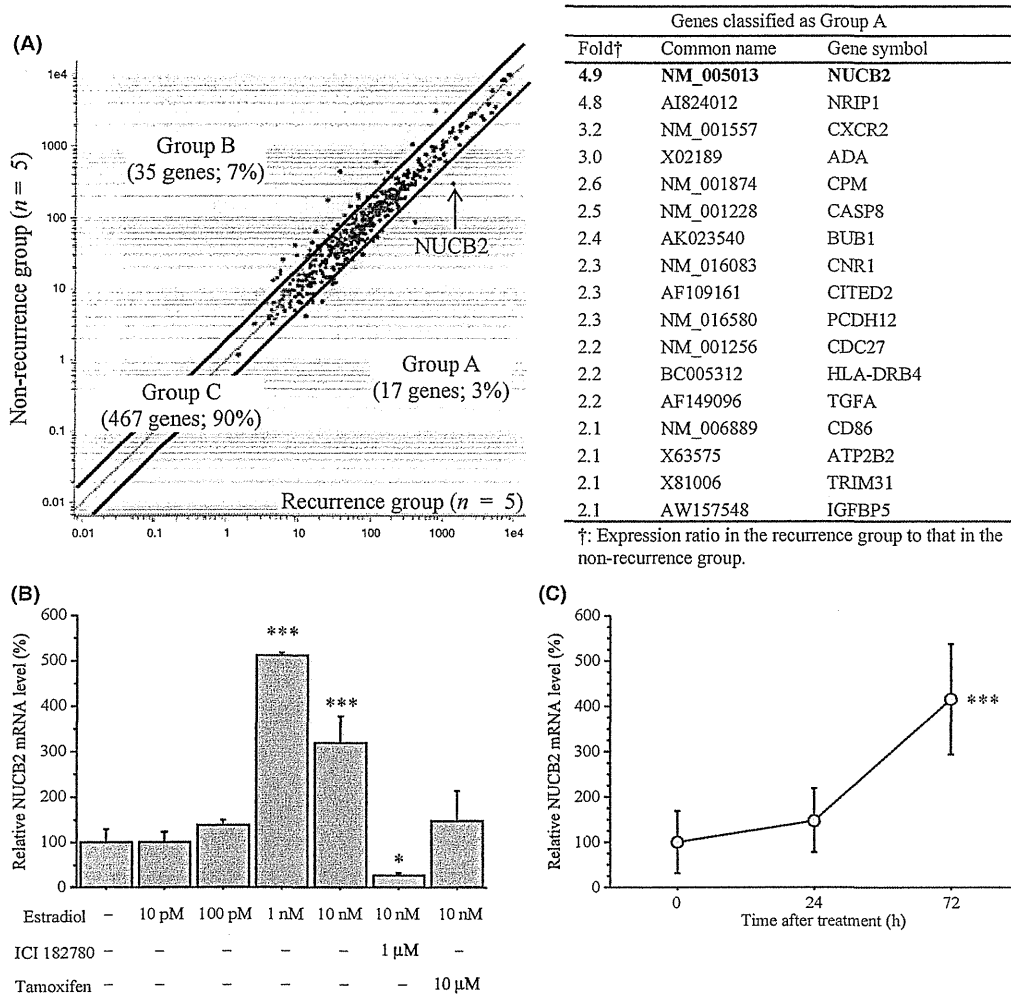 (A)
Non-recurrence group (n = 5)
1e4
1000
100
10
1
0.1
0.01
Group B
(35 genes; 7%)
NUCB2
Group A
(17 genes; 3%)
Group C
(467 genes; 90%)
Recurrence group (n = 5)
0.01 0.1 1 10 100 1000 1e4
Genes classified as Group A
Fold† Common name Gene symbol
4.9 NM_005013 NUCB2
4.8 AI824012 NRIP1
3.2 NM_001557 CXCR2
3.0 X02189 ADA
2.6 NM_001874 CPM
2.5 NM_001228 CASP8
2.4 AK023540 BUB1
2.3 NM_016083 CNR1
2.3 AF109161 CITED2
2.3 NM_016580 PCDH12
2.2 NM_001256 CDC27
2.2 BC005312 HLA-DRB4
2.2 AF149096 TGFA
2.1 NM_006889 CD86
2.1 X63575 ATP2B2
2.1 X81006 TRIM31
2.1 AW157548 IGFBP5
†: Expression ratio in the recurrence group to that in the
non-recurrence group.
(B)
Relative NUCB2 mRNA level (%)
600
500
400
300
200
100
0
***
***
*
Estradiol – 10 pM 100 pM 1 nM 10 nM 10 nM 10 nM
ICI 182780 – – – – – 1 μM –
Tamoxifen – – – – – – 10 μM
(C)
Relative NUCB2 mRNA level (%)
600
500
400
300
200
100
0
***
0 24 72
Time after treatment (h)